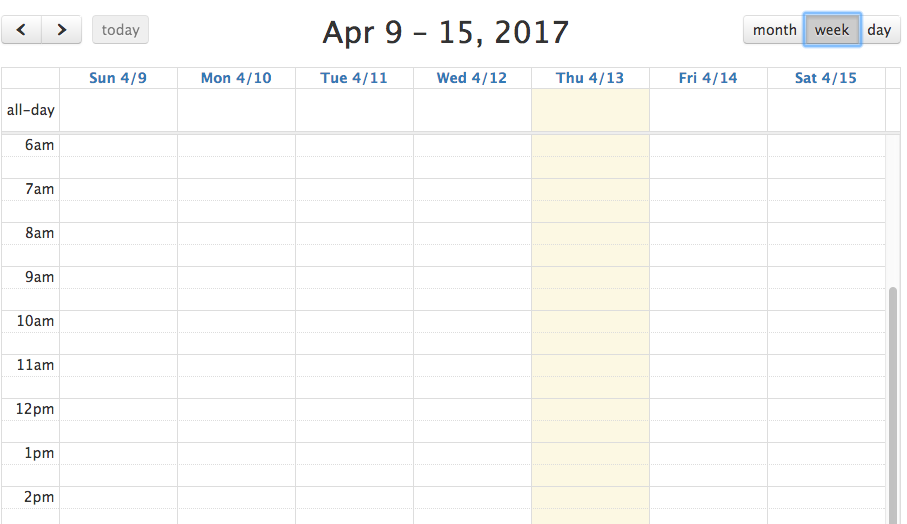 today
Apr 9 – 15, 2017
month week day
Sun 4/9 Mon 4/10 Tue 4/11 Wed 4/12 Thu 4/13 Fri 4/14 Sat 4/15
all-day
6am
7am
8am
9am
10am
11am
12pm
1pm
2pm